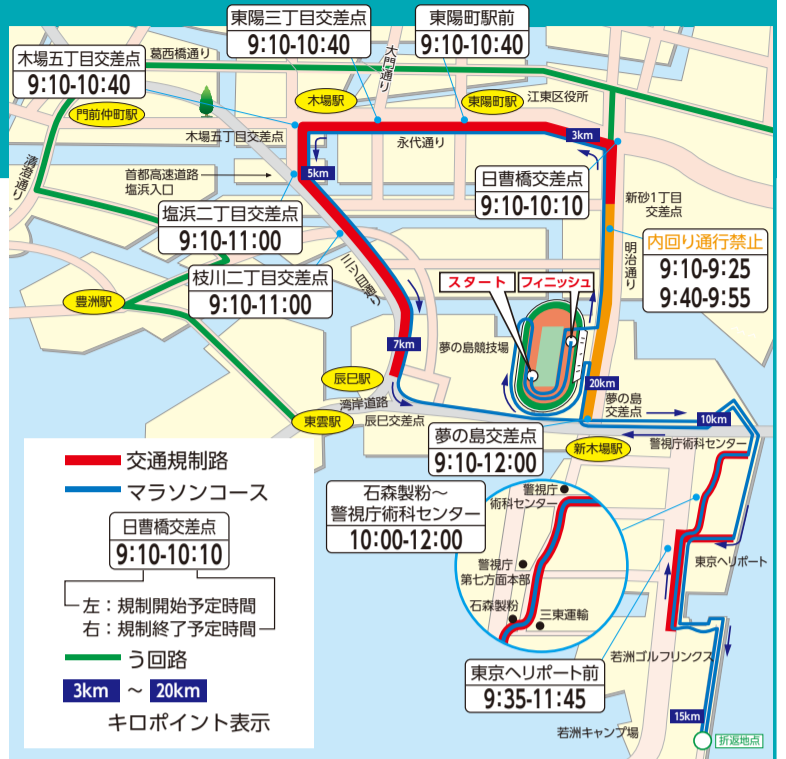 東陽三丁目交差点
9:10-10:40
東陽町駅前
9:10-10:40
木場五丁目交差点
9:10-10:40
葛西橋通り
大門通り
木場駅
東陽町駅
江東区役所
門前仲町駅
木場五丁目交差点
永代通り
3km
清澄通り
首都高速道路
塩浜入口
5km
日曹橋交差点
9:10-10:10
新砂1丁目
交差点
塩浜二丁目交差点
9:10-11:00
内回り通行禁止
9:10-9:25
9:40-9:55
明治通り
枝川二丁目交差点
9:10-11:00
三ツ目通り
スタート
フィニッシュ
豊洲駅
7km
夢の島競技場
辰巳駅
20km
夢の島
交差点
湾岸道路
東雲駅
辰巳交差点
10km
夢の島交差点
9:10-12:00
新木場駅
警視庁術科センター
交通規制路
マラソンコース
石森製粉～
警視庁術科センター
10:00-12:00
警視庁
術科センター
日曹橋交差点
9:10-10:10
警視庁
第七方面本部
東京ヘリポート
石森製粉
三東運輸
左：規制開始予定時間
右：規制終了予定時間
う回路
若洲ゴルフリンクス
東京ヘリポート前
9:35-11:45
3km ～ 20km
キロポイント表示
15km
若洲キャンプ場
折返地点